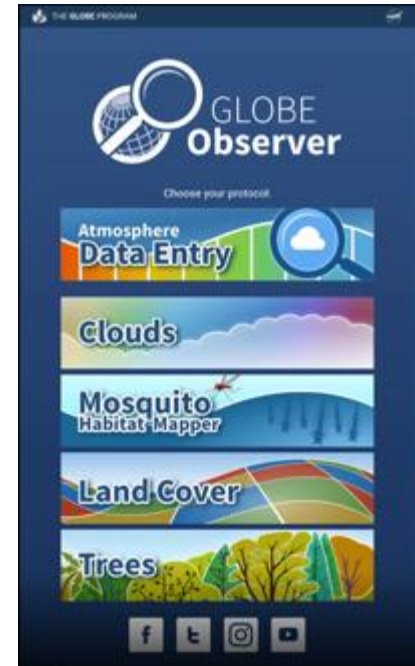 THE GLOBE PROGRAM
GLOBE
Observer
Choose your protocol.
Atmosphere
Data Entry
Clouds
Mosquito
Habitat Mapper
Land Cover
Trees